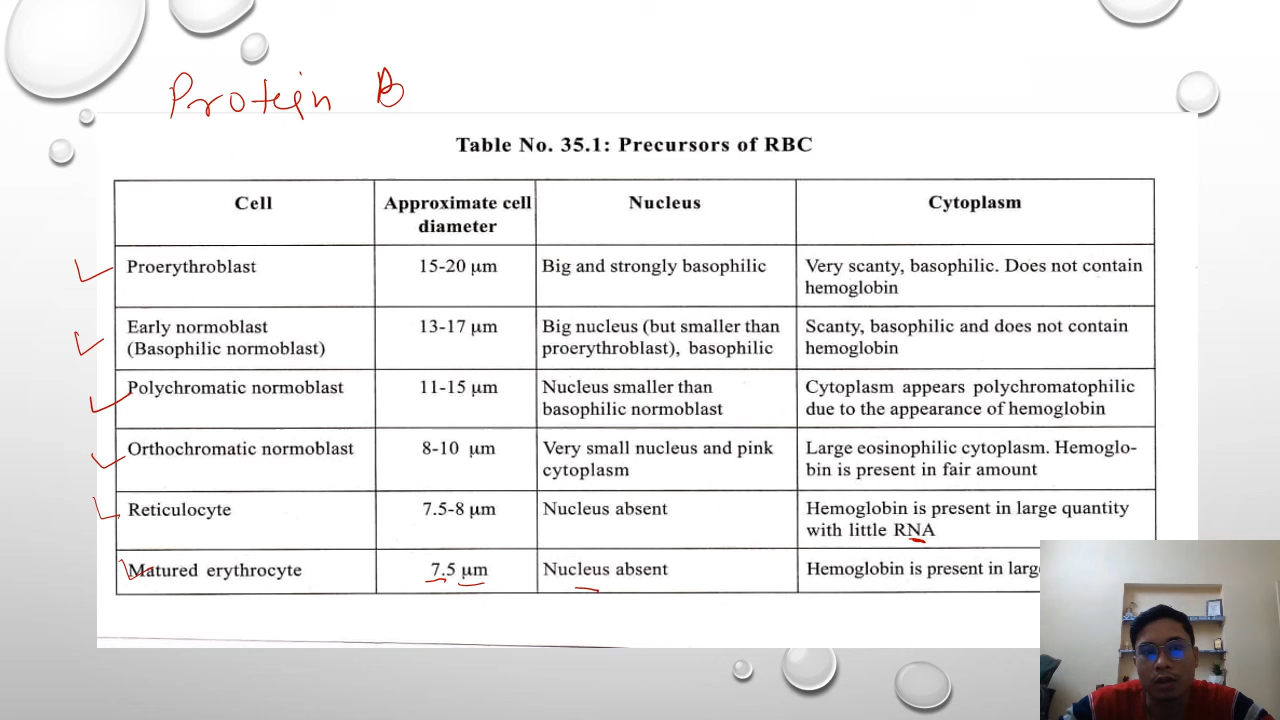 Protein B
Table No. 35.1: Precursors of RBC
Cell
Approximate cell
diameter
Nucleus
Cytoplasm
Proerythroblast
15-20 μm
Big and strongly basophilic
Very scanty, basophilic. Does not contain
hemoglobin
Early normoblast
(Basophilic normoblast)
13-17 μm
Big nucleus (but smaller than
proerythroblast), basophilic
Scanty, basophilic and does not contain
hemoglobin
Polychromatic normoblast
11-15 μm
Nucleus smaller than
basophilic normoblast
Cytoplasm appears polychromatophilic
due to the appearance of hemoglobin
Orthochromatic normoblast
8-10 μm
Very small nucleus and pink
cytoplasm
Large eosinophilic cytoplasm. Hemoglo-
bin is present in fair amount
Reticulocyte
7.5-8 μm
Nucleus absent
Hemoglobin is present in large quantity
with little RNA
Matured erythrocyte
7.5 μm
Nucleus absent
Hemoglobin is present in larg